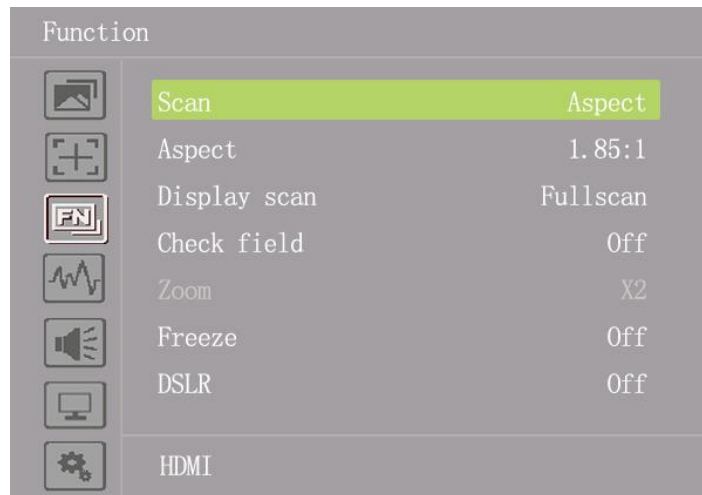 Function
Scan Aspect
Aspect 1.85:1
Display scan Fullscan
FN
Check field Off
Zoom X2
Freeze Off
DSLR Off
HDMI